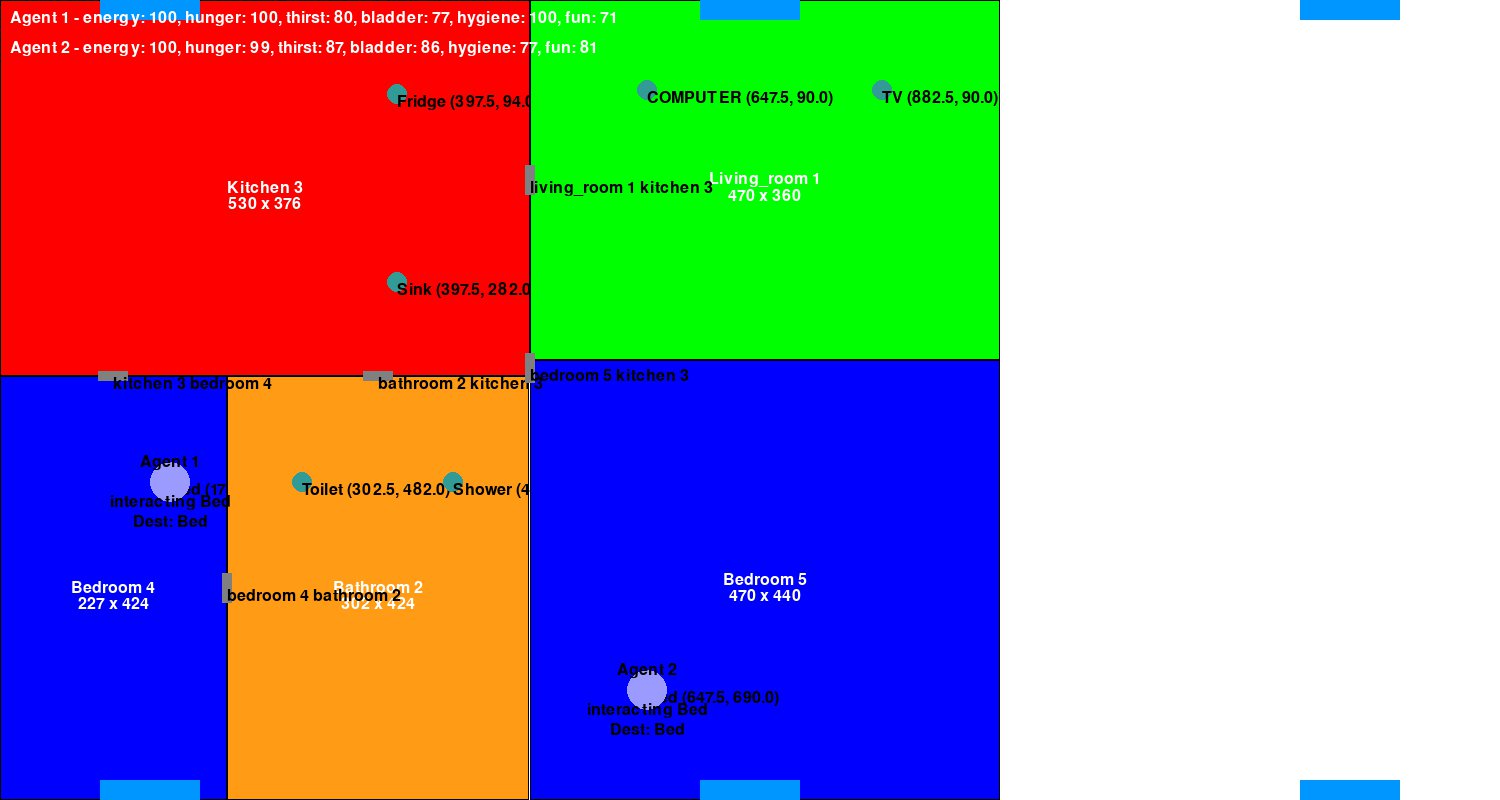 Agent 1 - energy: 100, hunger: 100, thirst: 80, bladder: 77, hygiene: 100, fun: 71
Agent 2 - energy: 100, hunger: 99, thirst: 87, bladder: 86, hygiene: 77, fun: 81
Fridge (397.5, 94.0
COMPUTER (647.5, 90.0)
TV (882.5, 90.0)
Kitchen 3
530 x 376
living_room 1 kitchen 3
Living_room 1
470 x 360
Sink (397.5, 282.0
kitchen 3 bedroom 4
bathroom 2 kitchen 3
bedroom 5 kitchen 3
Agent 1
d (17
interacting Bed
Dest: Bed
Toilet (302.5, 482.0)
Shower (4
Bedroom 4
227 x 424
bedroom 4 bathroom 2
Bathroom 2
302 x 424
Bedroom 5
470 x 440
Agent 2
d (647.5, 690.0)
interacting Bed
Dest: Bed